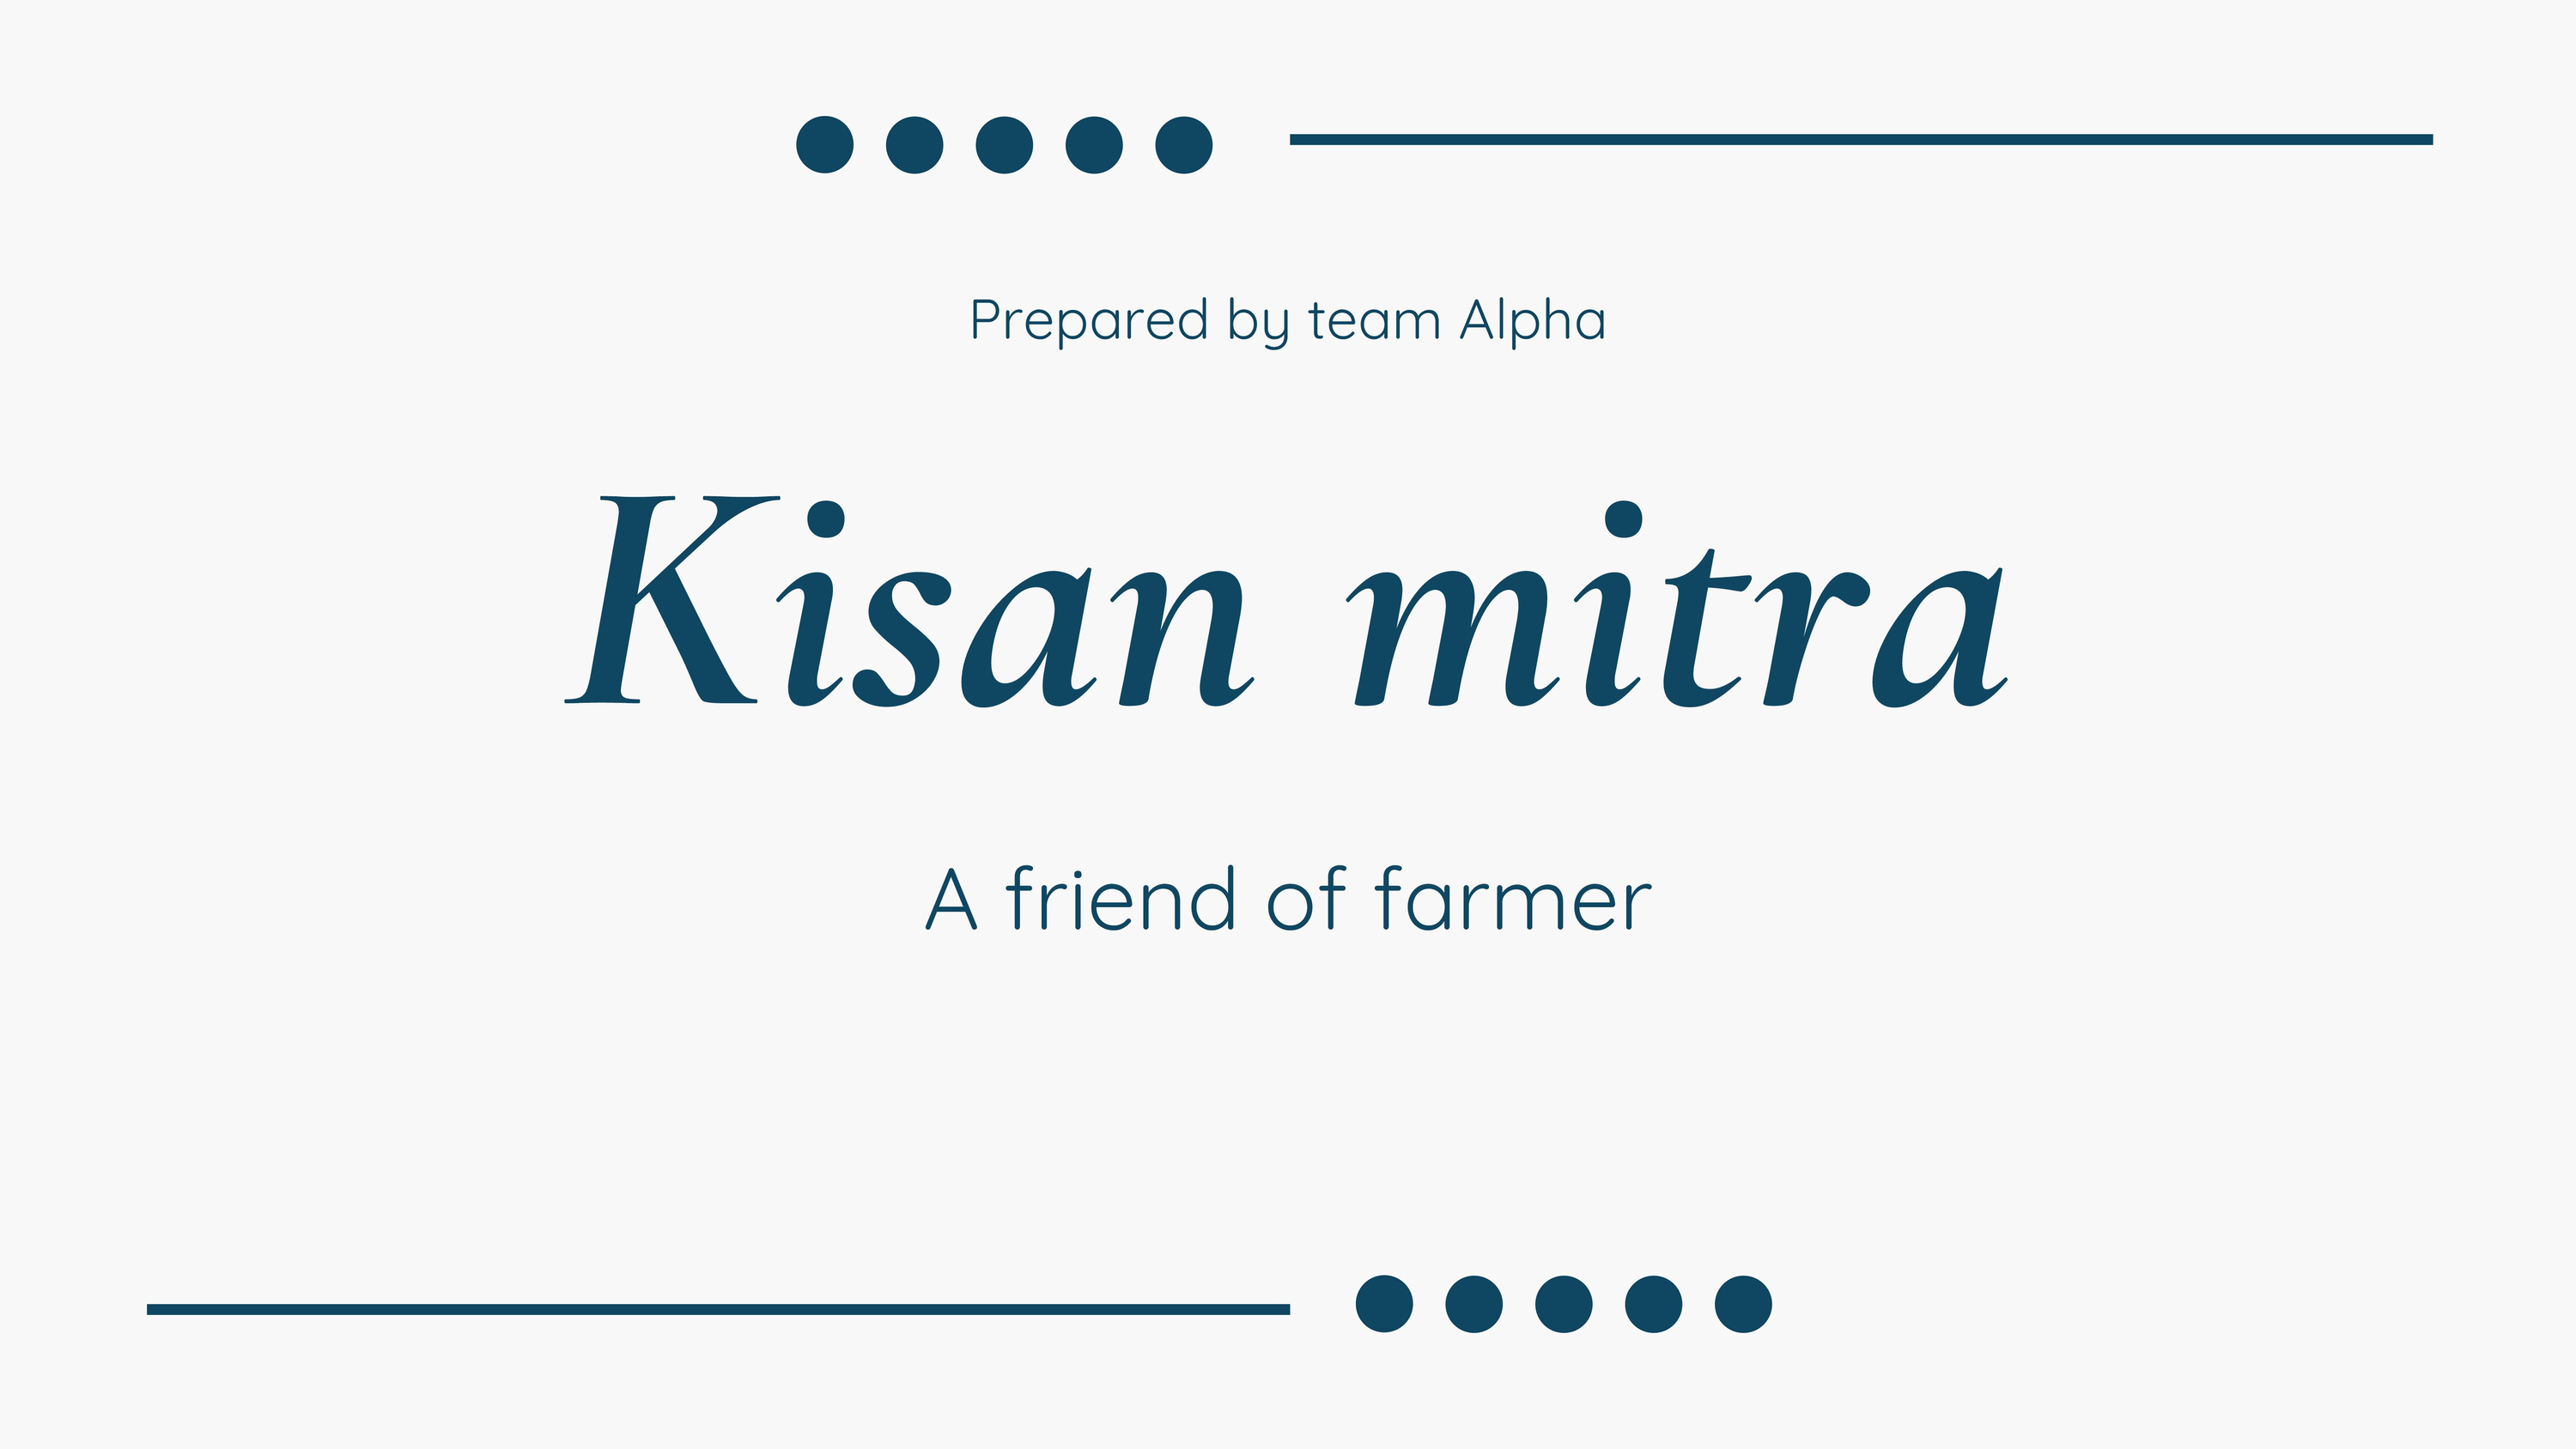 Prepared by team Alpha
Kisan mitra
A friend of farmer